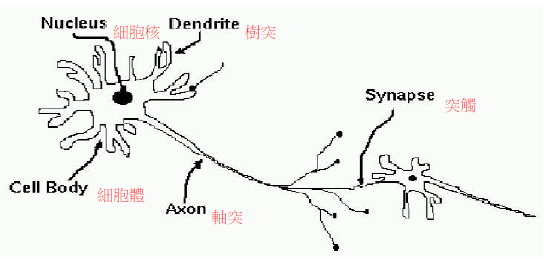 Nucleus 細胞核
Dendrite 樹突
Synapse 突觸
Cell Body 細胞體
Axon 軸突